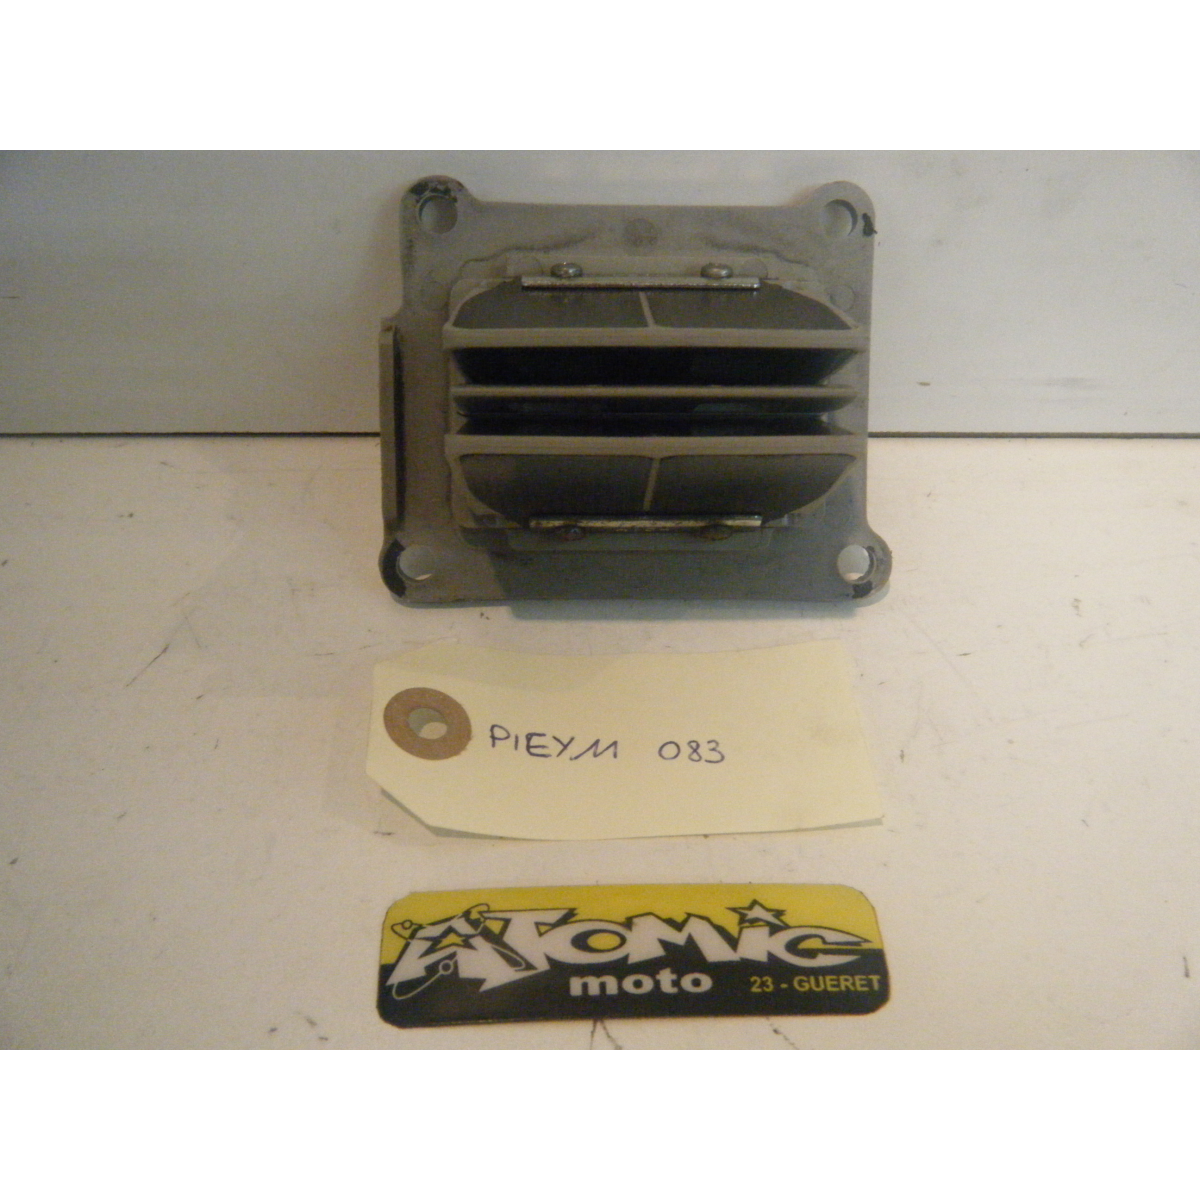 PIEYM 083
ATOMIC
moto 23 - GUERET